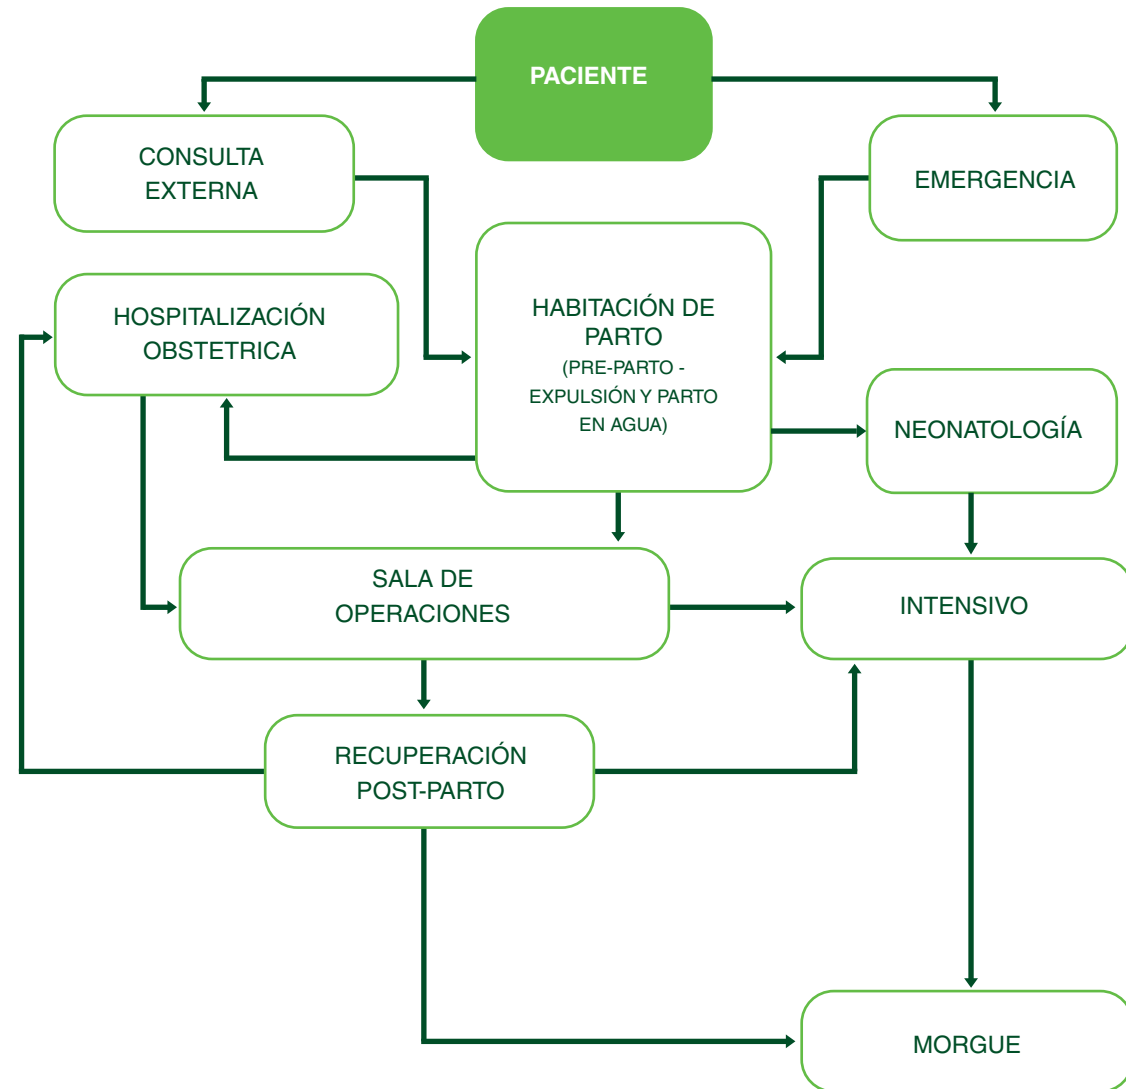 PACIENTE
CONSULTA
EXTERNA
EMERGENCIA
HOSPITALIZACIÓN
OBSTETRICA
HABITACIÓN DE
PARTO
(PRE-PARTO -
EXPULSIÓN Y PARTO
EN AGUA)
NEONATOLOGÍA
SALA DE
OPERACIONES
INTENSIVO
RECUPERACIÓN
POST-PARTO
MORGUE